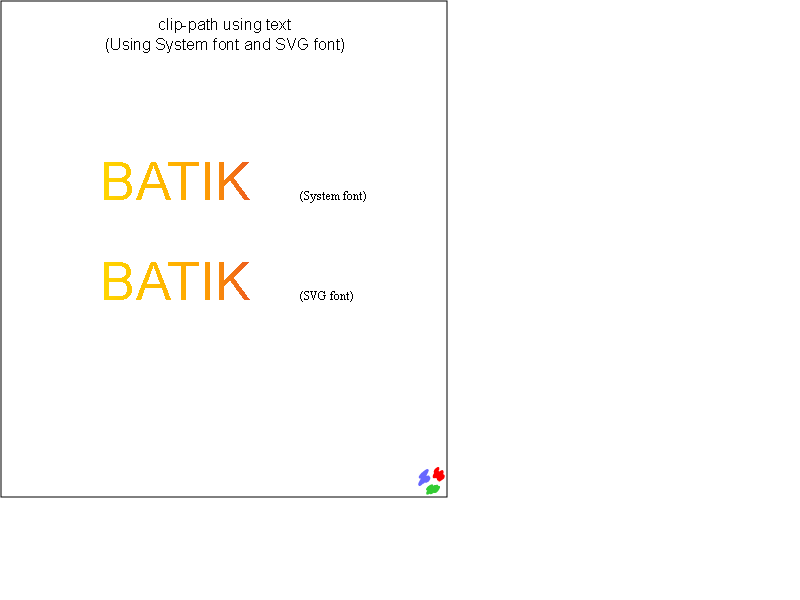 clip-path using text
(Using System font and SVG font)
BATIK (System font)
BATIK (SVG font)